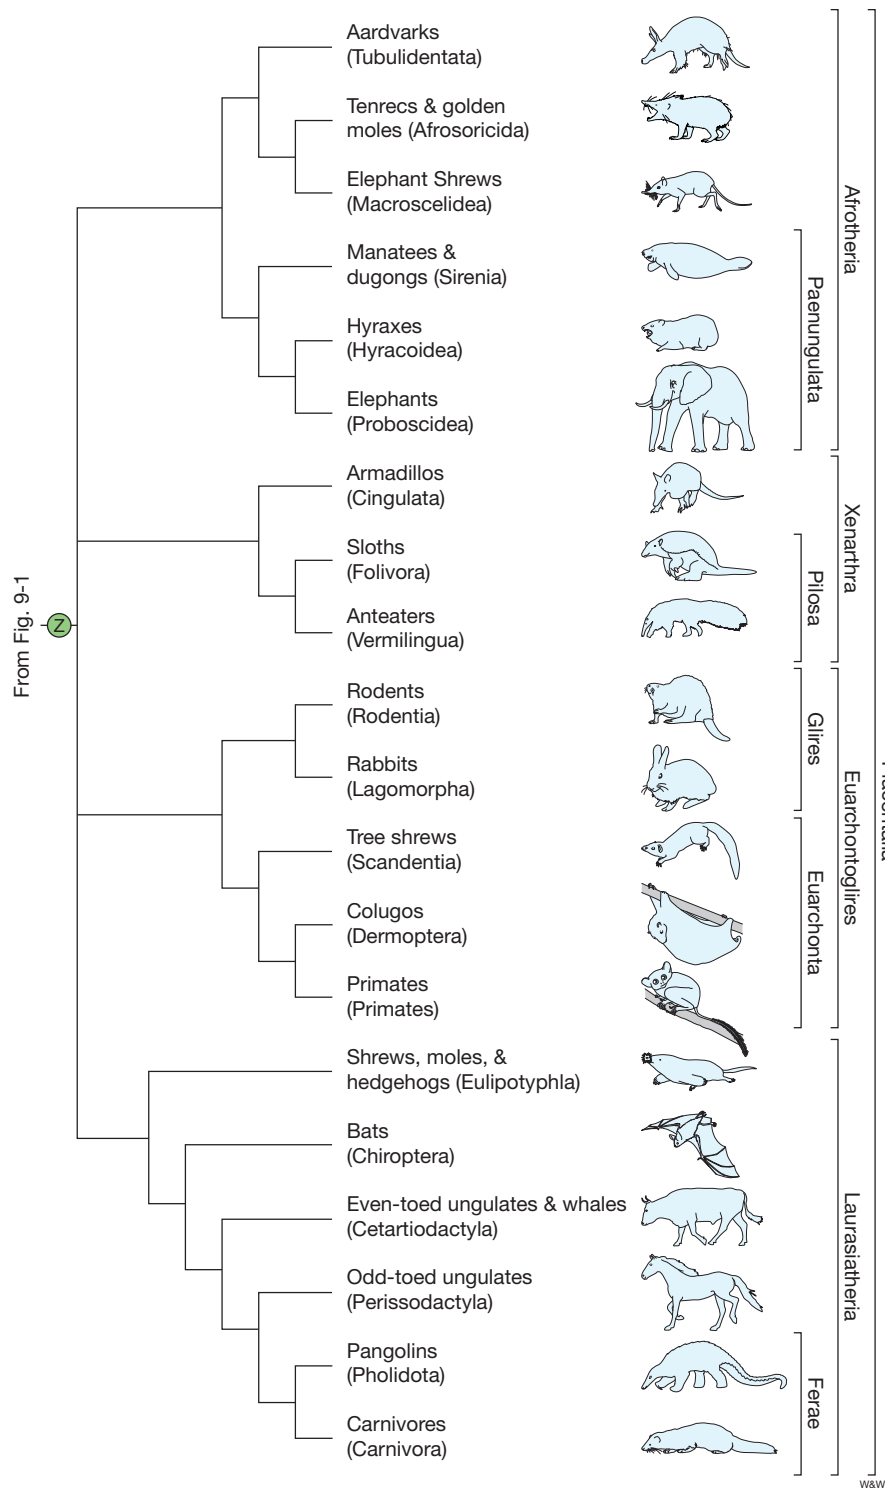 Aardvarks
(Tubulidentata)
Tenrecs & golden
moles (Afrosoricida)
Elephant Shrews
(Macroscelidea)
Manatees &
dugongs (Sirenia)
Hyraxes
(Hyracoidea)
Elephants
(Proboscidea)
Armadillos
(Cingulata)
Sloths
(Folivora)
Anteaters
(Vermilingua)
Rodents
(Rodentia)
Rabbits
(Lagomorpha)
Tree shrews
(Scandentia)
Colugos
(Dermoptera)
Primates
(Primates)
Shrews, moles, &
hedgehogs (Eulipotyphla)
Bats
(Chiroptera)
Even-toed ungulates & whales
(Cetartiodactyla)
Odd-toed ungulates
(Perissodactyla)
Pangolins
(Pholidota)
Carnivores
(Carnivora)
From Fig. 9-1
Z
Paenungulata
Pilosa
Glires
Euarchonta
Ferae
Afrotheria
Xenarthra
Euarchontoglires
Laurasiatheria
W&W